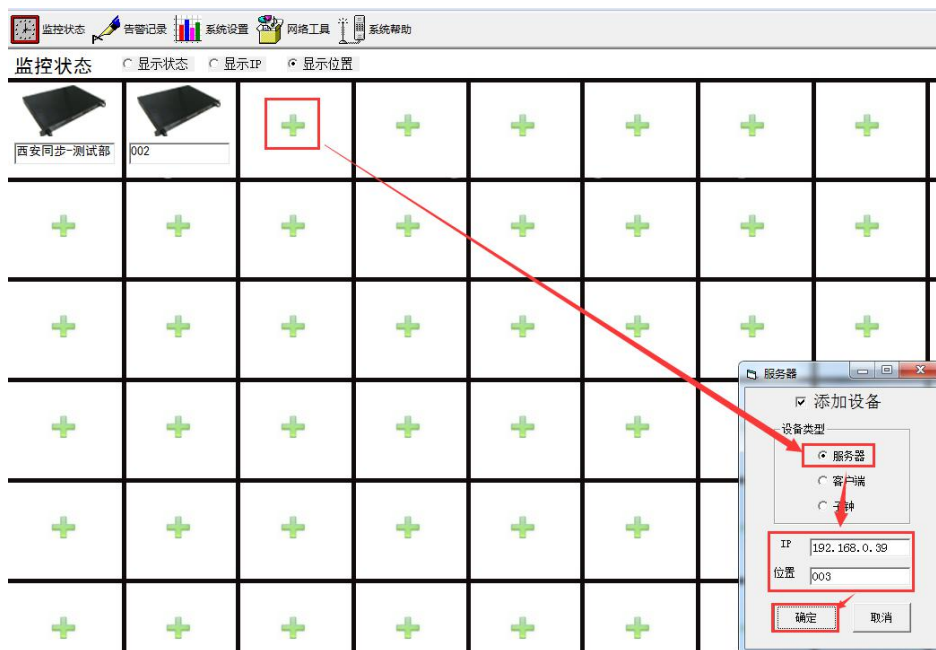 监控状态 告警记录 系统设置 网络工具 系统帮助
监控状态 显示状态 显示IP 显示位置
西安同步-测试部 002
服务器
添加设备
设备类型
服务器
客户端
子钟
IP 192.168.0.39
位置 003
确定 取消